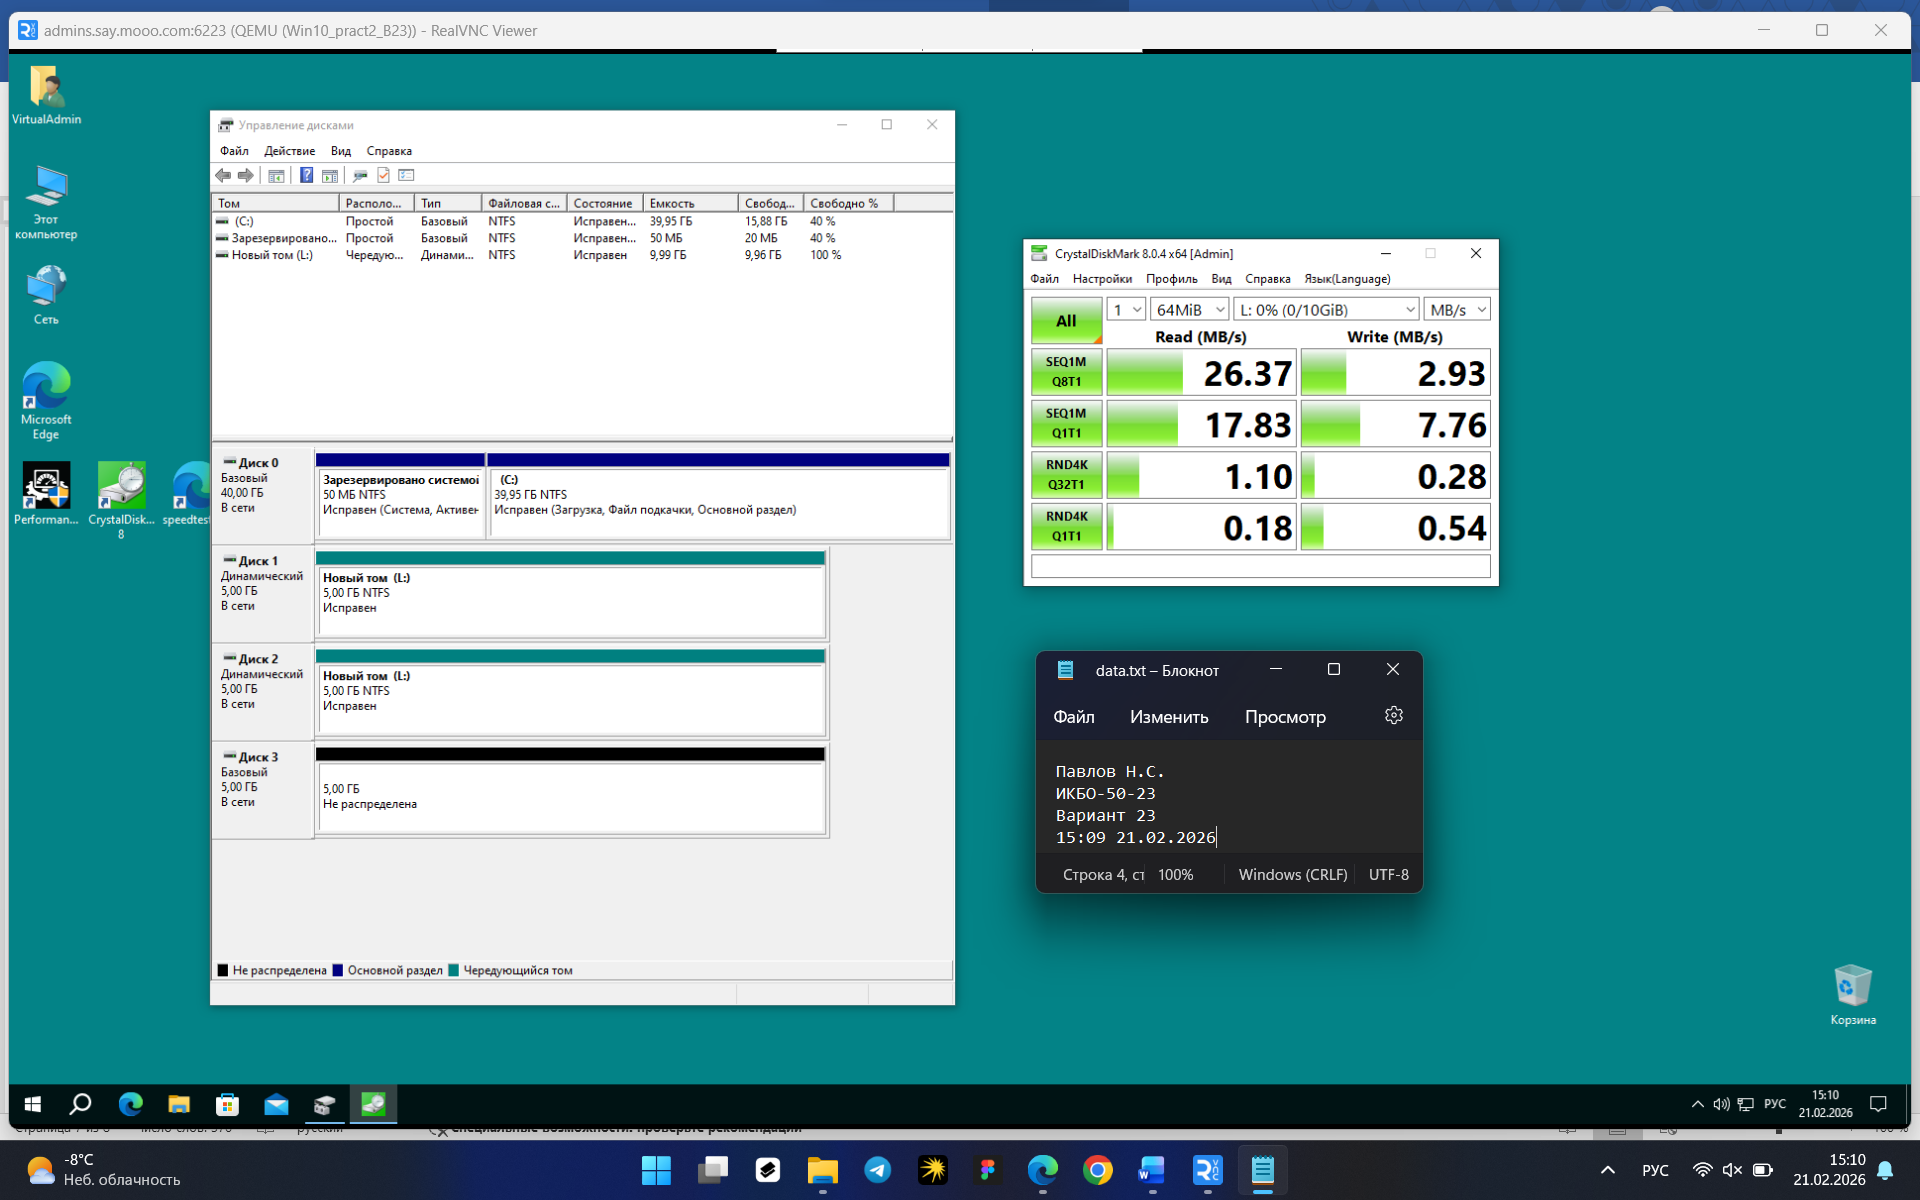 admins.say.mooo.com:6223 (QEMU (Win10_pract2_B23)) - RealVNC Viewer
VirtualAdmin
Этот
компьютер
Сеть
Microsoft
Edge
Performan...
CrystalDisk...
8
speedtest
Управление дисками
Файл Действие Вид Справка
Том Располо... Тип Файловая с... Состояние Емкость Свобод... Свободно %
(C:) Простой Базовый NTFS Исправен... 39,95 ГБ 15,88 ГБ 40 %
Зарезервировано... Простой Базовый NTFS Исправен... 50 МБ 20 МБ 40 %
Новый том (L:) Чередую... Динами... NTFS Исправен 9,99 ГБ 9,96 ГБ 100 %
Диск 0
Базовый
40,00 ГБ
В сети
Зарезервировано системой
50 МБ NTFS
Исправен (Система, Активен
(C:)
39,95 ГБ NTFS
Исправен (Загрузка, Файл подкачки, Основной раздел)
Диск 1
Динамический
5,00 ГБ
В сети
Новый том (L:)
5,00 ГБ NTFS
Исправен
Диск 2
Динамический
5,00 ГБ
В сети
Новый том (L:)
5,00 ГБ NTFS
Исправен
Диск 3
Базовый
5,00 ГБ
В сети
5,00 ГБ
Не распределена
Не распределена Основной раздел Чередующийся том
CrystalDiskMark 8.0.4 x64 [Admin]
Файл Настройки Профиль Вид Справка Язык(Language)
All 1 64MiB L: 0% (0/10GiB) MB/s
Read (MB/s) Write (MB/s)
SEQ1M
Q8T1
26.37 2.93
SEQ1M
Q1T1
17.83 7.76
RND4K
Q32T1
1.10 0.28
RND4K
Q1T1
0.18 0.54
data.txt – Блокнот
Файл Изменить Просмотр
Павлов Н.С.
ИКБО-50-23
Вариант 23
15:09 21.02.2026
Строка 4, ст 100% Windows (CRLF) UTF-8
Корзина
РУС
15:10
21.02.2026
-8°C
Неб. облачность
РУС
15:10
21.02.2026